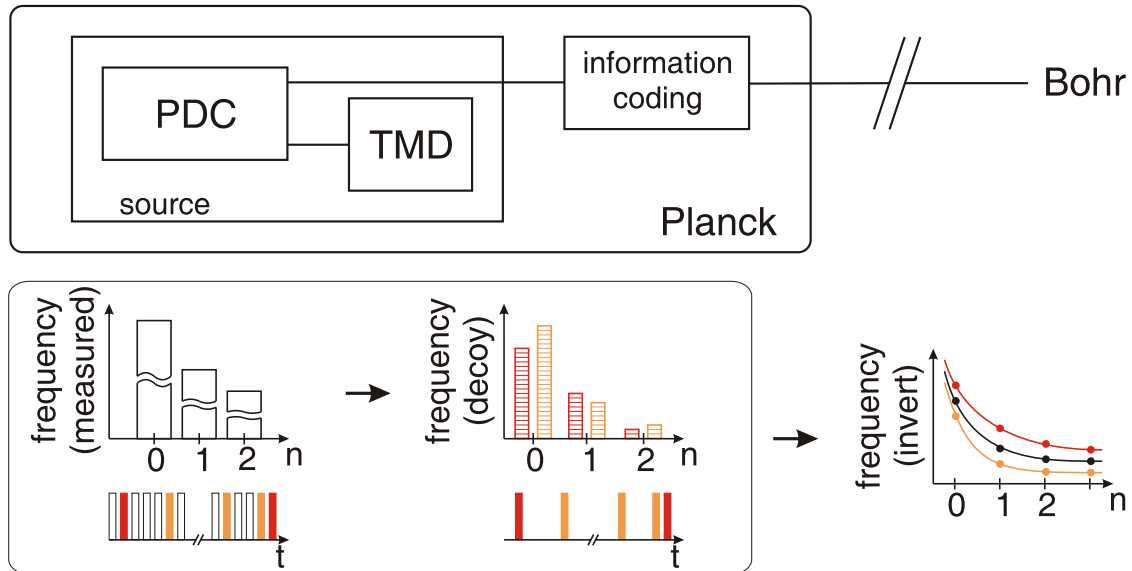 PDC
TMD
source
information
coding
Planck
Bohr
frequency
(measured)
0 1 2 n
t
frequency
(decoy)
0 1 2 n
t
frequency
(invert)
0 1 2 n